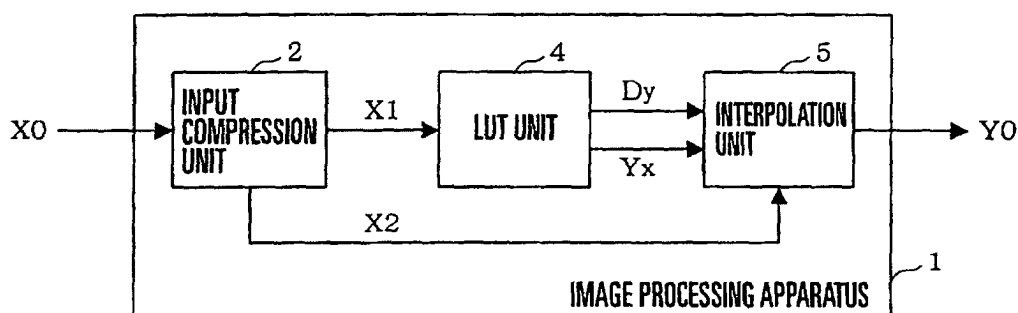 2
4
5
X0
INPUT
COMPRESSION
UNIT
X1
LUT UNIT
Dy
Yx
INTERPOLATION
UNIT
Y0
X2
1
IMAGE PROCESSING APPARATUS